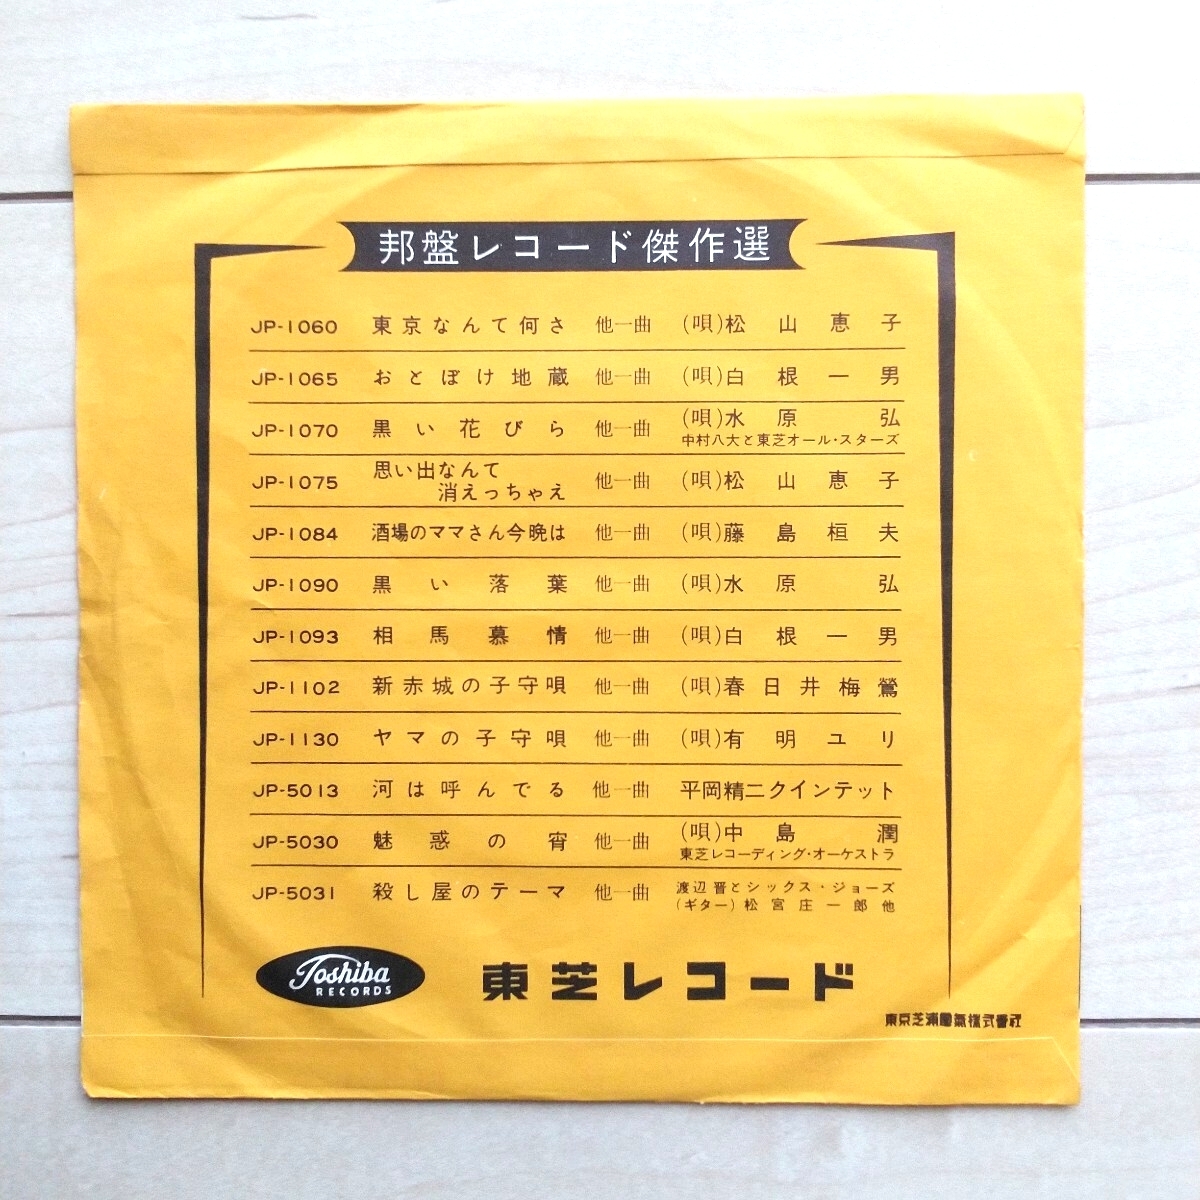 邦盤レコード傑作選
JP-1060 東京なんて何さ 他一曲 (唄)松山恵子
JP-1065 おとぼけ地蔵 他一曲 (唄)白根一男
JP-1070 黒い花びら 他一曲 (唄)水原弘
中村八大と東芝オール・スターズ
JP-1075 思い出なんて
消えっちゃえ 他一曲 (唄)松山恵子
JP-1084 酒場のママさん今晩は 他一曲 (唄)藤島桓夫
JP-1090 黒い落葉 他一曲 (唄)水原弘
JP-1093 相馬慕情 他一曲 (唄)白根一男
JP-1102 新赤城の子守唄 他一曲 (唄)春日井梅鶯
JP-1130 ヤマの子守唄 他一曲 (唄)有明ユリ
JP-5013 河は呼んでる 他一曲 平岡精二クインテット
JP-5030 魅惑の宵 他一曲 (唄)中島潤
東芝レコーディング・オーケストラ
JP-5031 殺し屋のテーマ 他一曲 渡辺晋とシックス・ジョーズ
(ギター)松宮庄一郎他
Toshiba
RECORDS
東芝レコード
東京芝浦電気株式会社